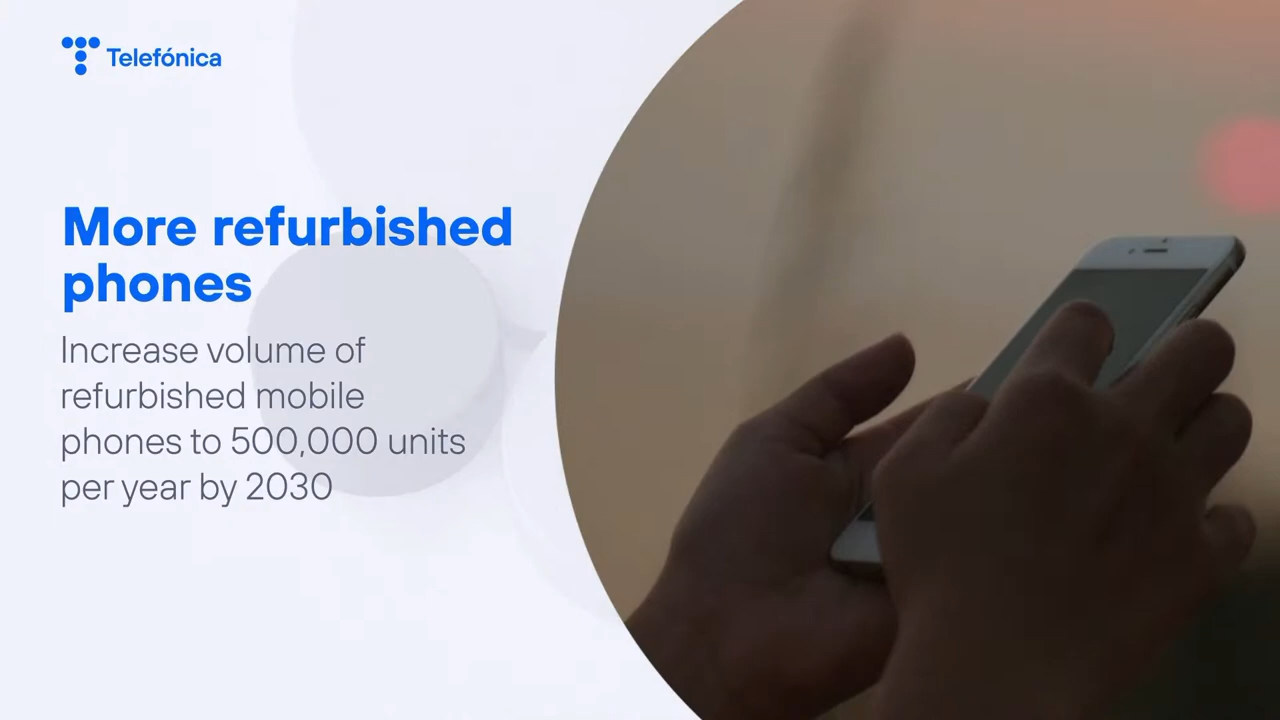 Telefónica
More refurbished
phones
Increase volume of
refurbished mobile
phones to 500,000 units
per year by 2030